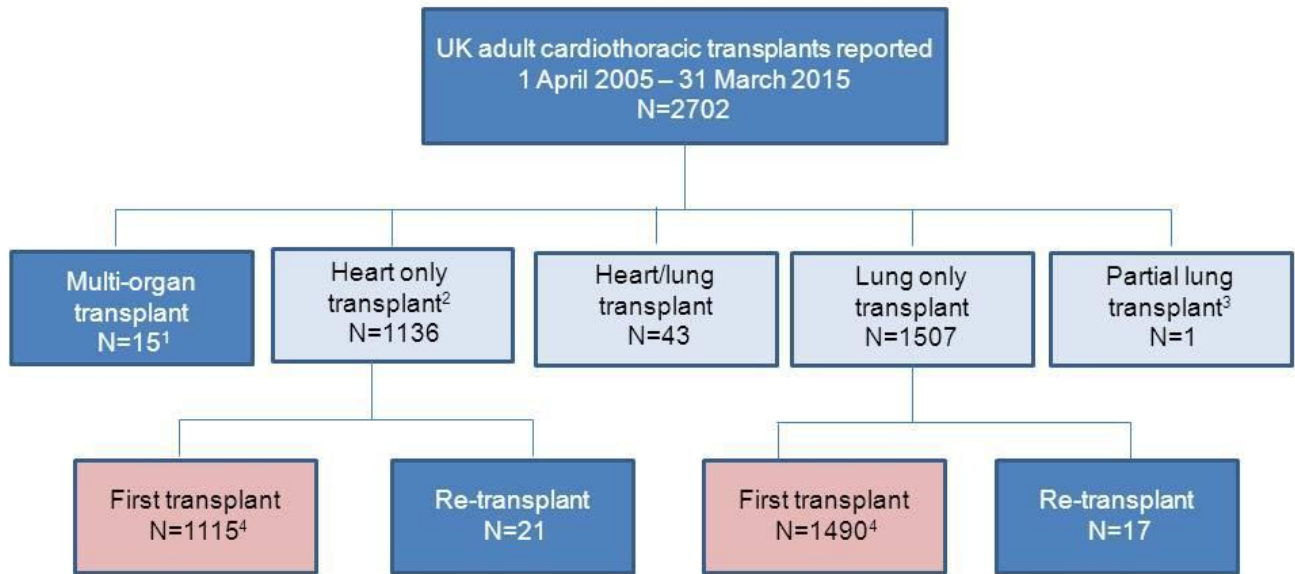 UK adult cardiothoracic transplants reported
1 April 2005 – 31 March 2015
N=2702
Multi-organ
transplant
N=15¹
Heart only
transplant²
N=1136
Heart/lung
transplant
N=43
Lung only
transplant
N=1507
Partial lung
transplant³
N=1
First transplant
N=1115⁴
Re-transplant
N=21
First transplant
N=1490⁴
Re-transplant
N=17